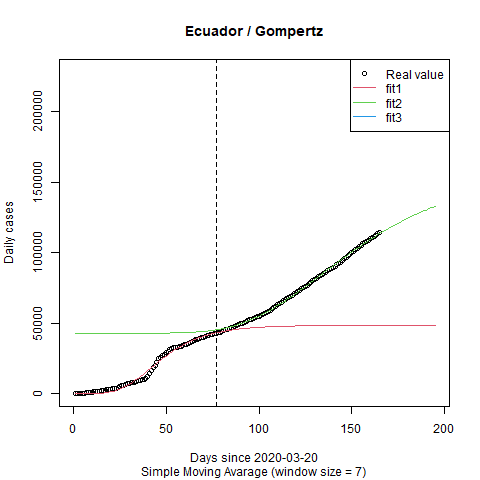 Ecuador / Gompertz
Real value
fit1
fit2
fit3
Daily cases
200000
150000
100000
50000
0
0
50
100
150
200
Days since 2020-03-20
Simple Moving Avarage (window size = 7)